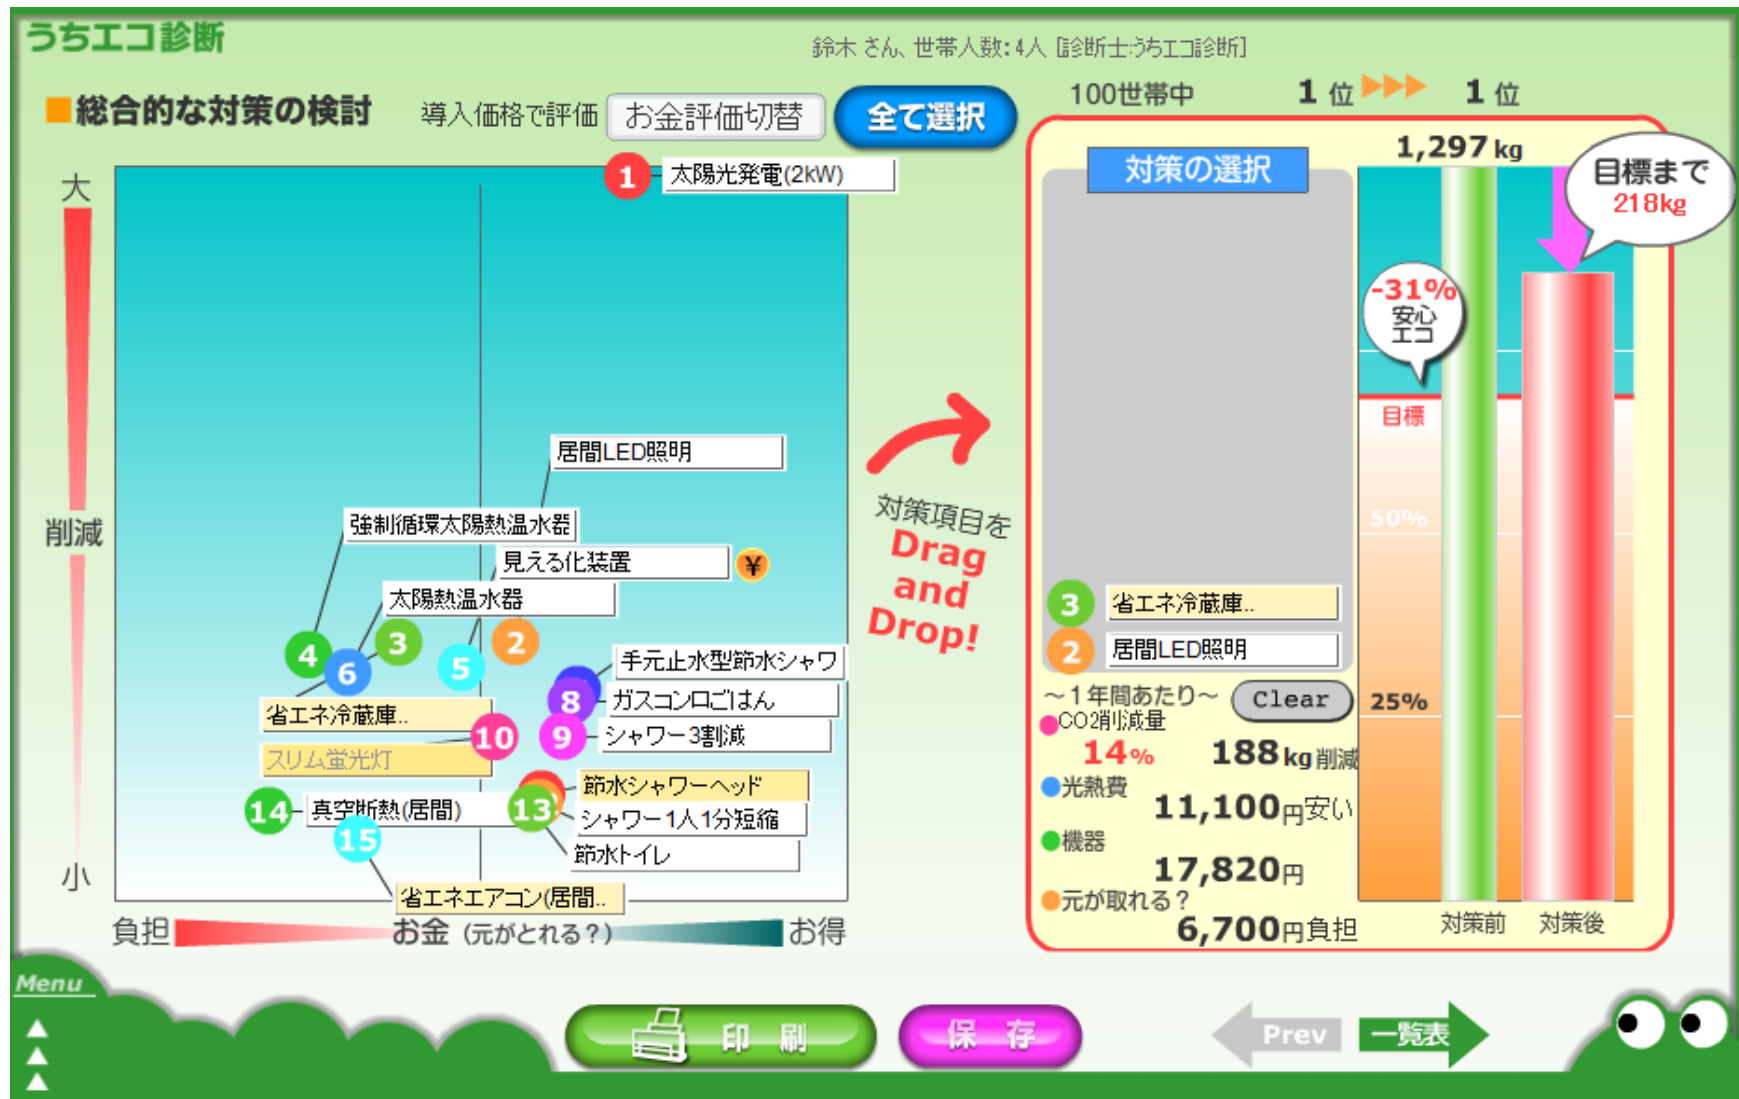 うちエコ診断
鈴木 さん、世帯人数:4人 [診断士:うちエコ診断]
■総合的な対策の検討
導入価格で評価
お金評価切替
全て選択
100世帯中 1 位 1 位
大
削減
小
1 太陽光発電(2kW)
居間LED照明
強制循環太陽熱温水器
見える化装置
¥
太陽熱温水器
4
6
3
5
2
手元止水型節水シャワ
8 ガスコンロごはん
省エネ冷蔵庫..
10
9 シャワー3割減
スリム蛍光灯
節水シャワーヘッド
14 真空断熱(居間)
13
シャワー1人1分短縮
15
節水トイレ
省エネエアコン(居間..
負担
お金(元がとれる?)
お得
対策項目を
Drag
and
Drop!
対策の選択
3 省エネ冷蔵庫..
2 居間LED照明
~1年間あたり~
Clear
●CO2削減量
14% 188kg削減
●光熱費
11,100円安い
●機器
17,820円
●元が取れる?
6,700円負担
1,297 kg
目標まで
218kg
-31%
安心
エコ
目標
50%
25%
対策前 対策後
Menu
印 刷
保 存
Prev
一覧表